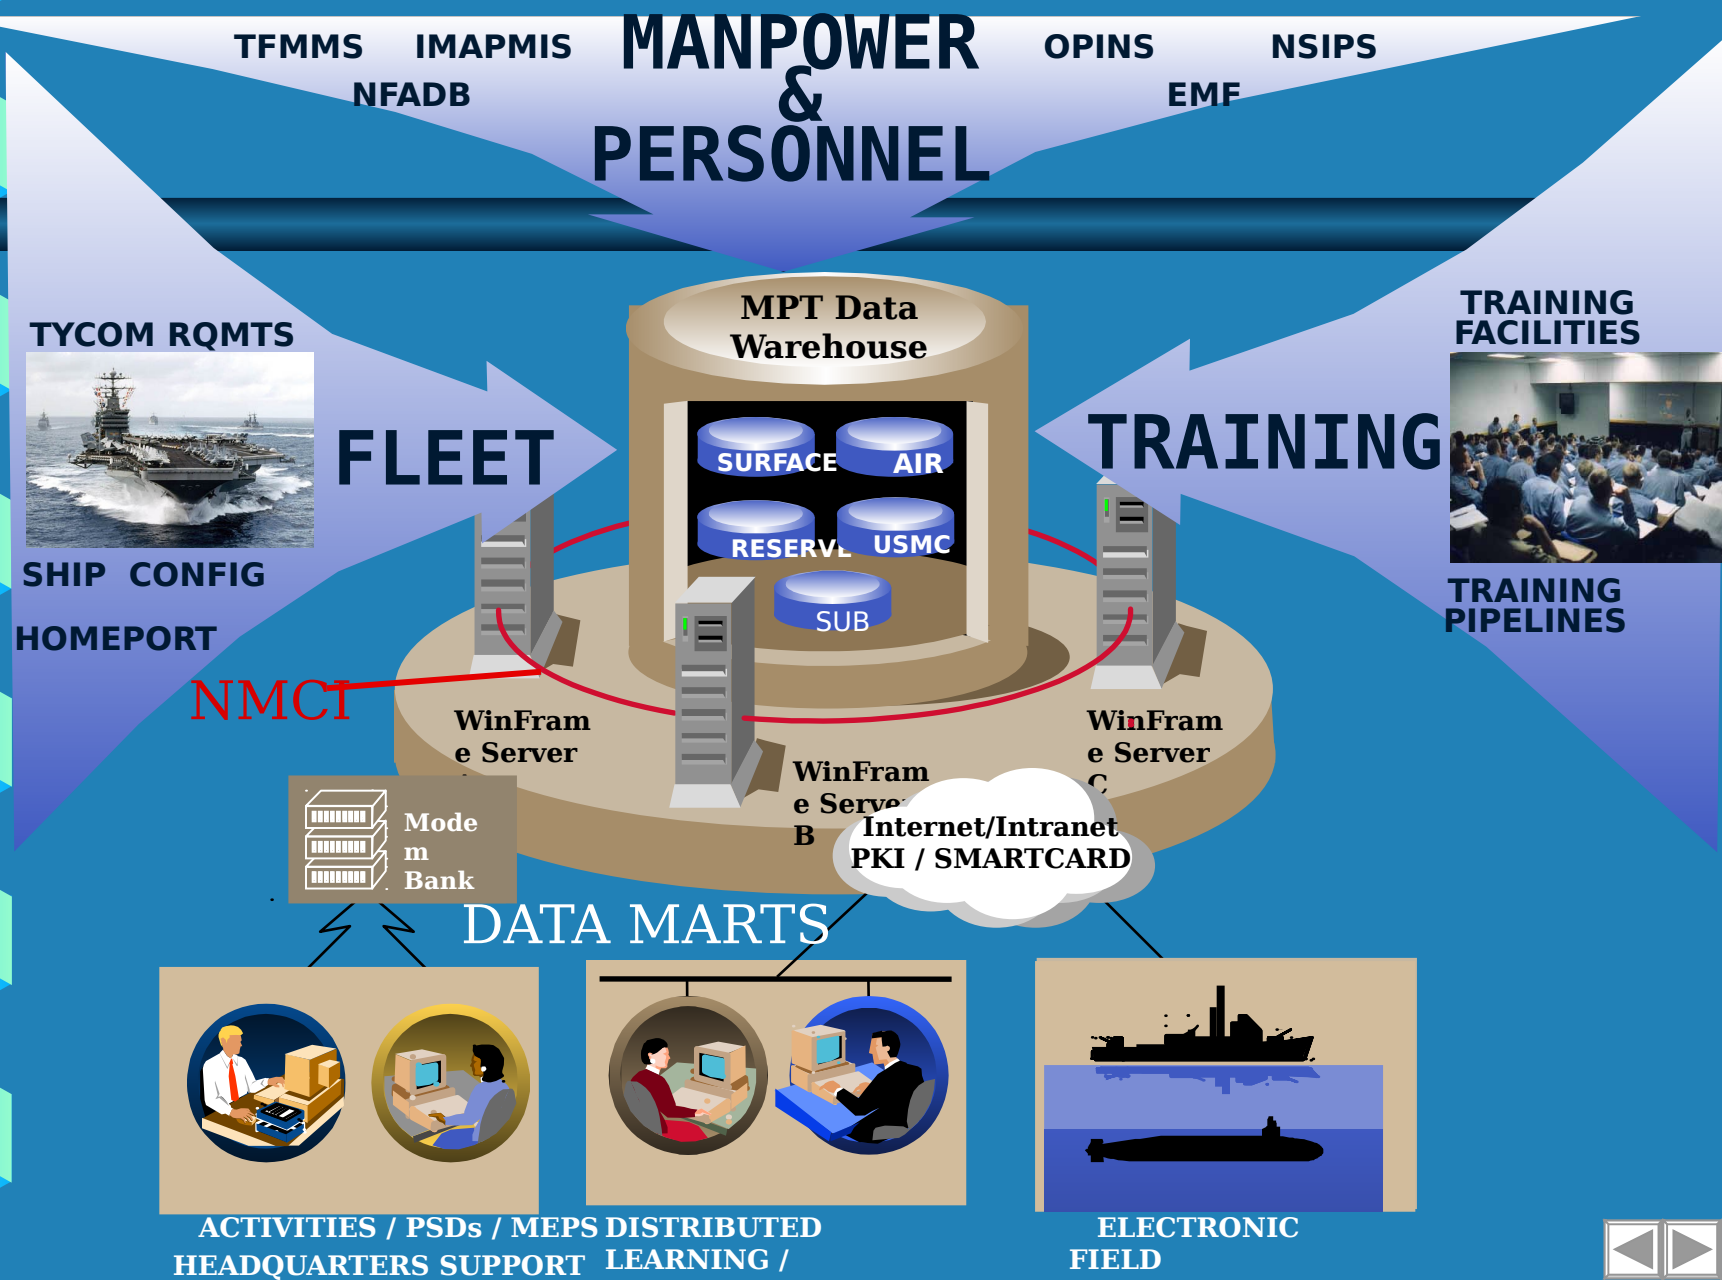 TFMMS IMAPMIS MANPOWER OPINS NSIPS
NFADB & EMF
PERSONNEL
MPT Data
Warehouse
TYCOM RQMTS
TRAINING
FACILITIES
FLEET
TRAINING
SURFACE AIR
RESERVE USMC
SUB
SHIP CONFIG
HOMEPORT
TRAINING
PIPELINES
NMCI
WinFram
e Server
WinFram
e Server
B
WinFram
e Server
C
Mode
m
Bank
Internet/Intranet
PKI / SMARTCARD
DATA MARTS
ACTIVITIES / PSDs / MEPS
HEADQUARTERS SUPPORT
DISTRIBUTED
LEARNING /
ELECTRONIC
FIELD